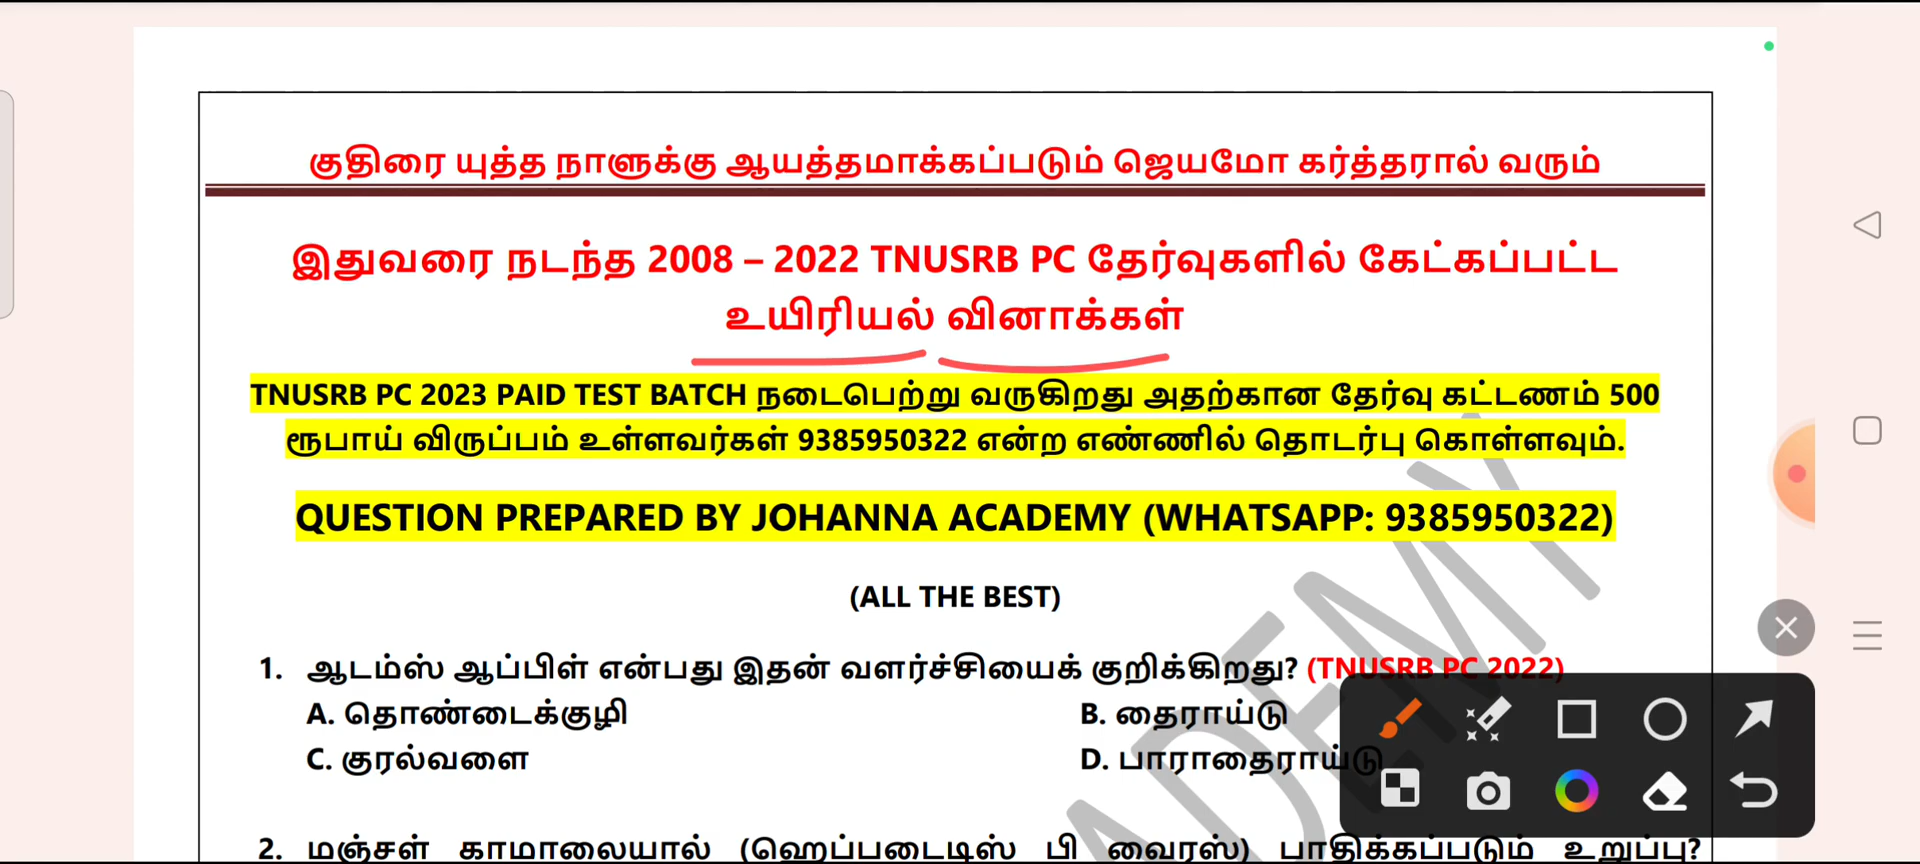 குதிரை யுத்த நாளுக்கு ஆயத்தமாக்கப்படும் ஜெயமோ கர்த்தரால் வரும்
இதுவரை நடந்த 2008 – 2022 TNUSRB PC தேர்வுகளில் கேட்கப்பட்ட
உயிரியல் வினாக்கள்
TNUSRB PC 2023 PAID TEST BATCH நடைபெற்று வருகிறது அதற்கான தேர்வு கட்டணம் 500
ரூபாய் விருப்பம் உள்ளவர்கள் 9385950322 என்ற எண்ணில் தொடர்பு கொள்ளவும்.
QUESTION PREPARED BY JOHANNA ACADEMY (WHATSAPP: 9385950322)
(ALL THE BEST)
1. ஆடம்ஸ் ஆப்பிள் என்பது இதன் வளர்ச்சியைக் குறிக்கிறது? (TNUSRB PC 2022)
A. தொண்டைக்குழி B. தைராய்டு
C. குரல்வளை D. பாராதைராய்டு
2. மஞ்சள் காமாலையால் (ஹெப்படைடிஸ் பி வைரஸ்) பாதிக்கப்படும் உறுப்பு?